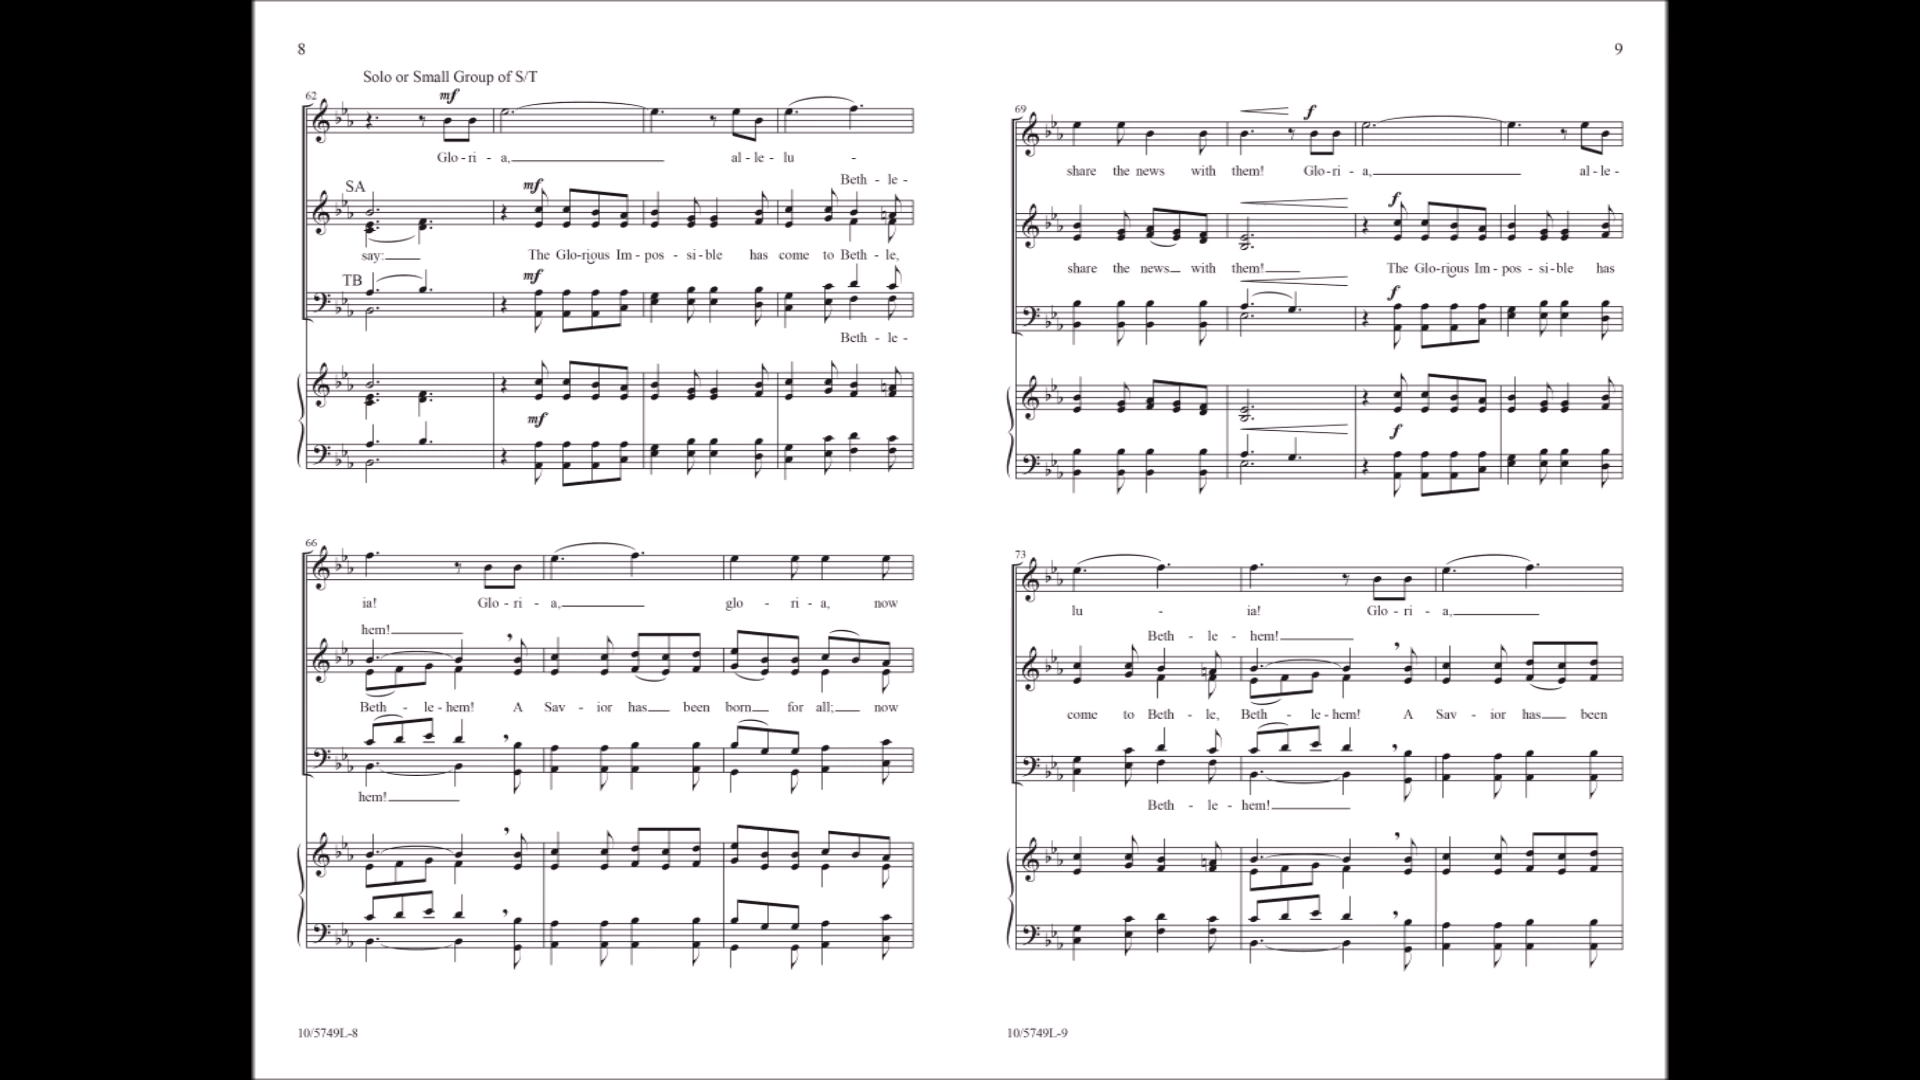 8
Solo or Small Group of S/T
62
mf
Glo - ri - a, al - le - lu -
Beth - le -
SA
mf
say: The Glo-rious Im - pos - si - ble has come to Beth - le,
TB
mf
Beth - le -
mf
66
ia! Glo - ri - a, glo - ri - a, now
hem!
Beth - le - hem! A Sav - ior has been born for all; now
hem!
10/5749L-8
9
69
f
share the news with them! Glo-ri - a, al - le -
f
share the news with them! The Glo-rious Im - pos - si - ble has
f
f
73
lu - ia! Glo - ri - a,
Beth - le - hem!
come to Beth - le, Beth - le - hem! A Sav - ior has been
Beth - le - hem!
10/5749L-9